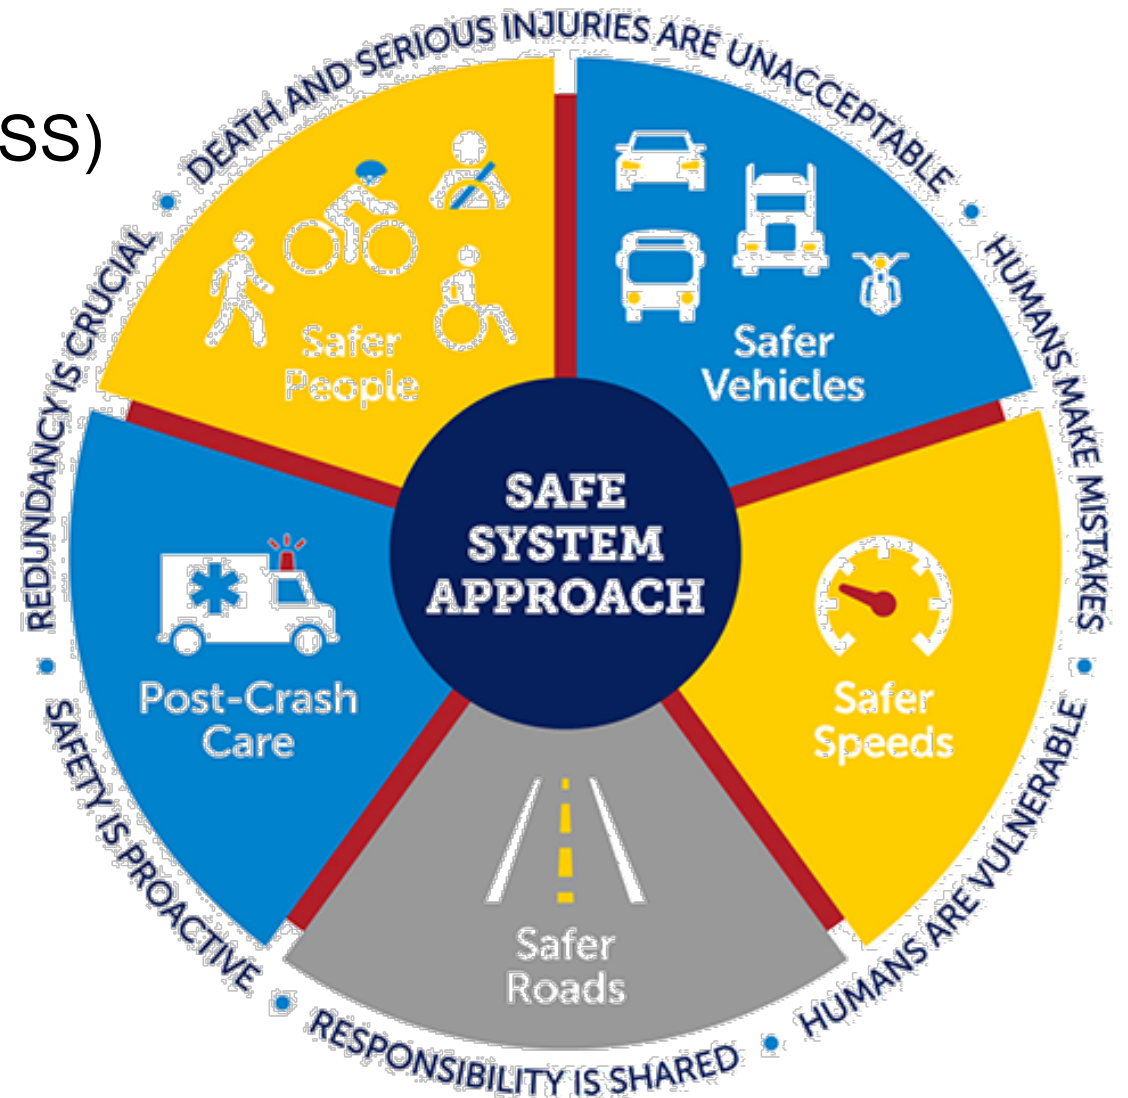 SS)
DEATH AND SERIOUS INJURIES ARE UNACCEPTABLE
HUMANS MAKE MISTAKES
HUMANS ARE VULNERABLE
RESPONSIBILITY IS SHARED
SAFETY IS PROACTIVE
REDUNDANCY IS CRUCIAL
Safer
People
Safer
Vehicles
SAFE
SYSTEM
APPROACH
Post-Crash
Care
Safer
Speeds
Safer
Roads